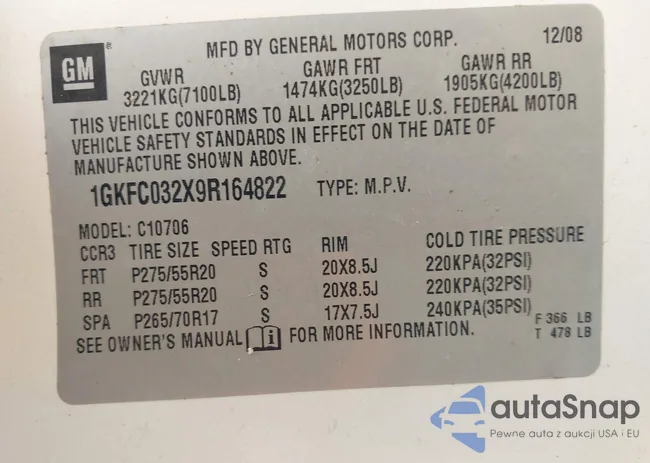 GM ® MFD BY GENERAL MOTORS CORP. 12/08
GVWR GAWR FRT GAWR RR
3221KG(7100LB) 1474KG(3250LB) 1905KG(4200LB)
THIS VEHICLE CONFORMS TO ALL APPLICABLE U.S. FEDERAL MOTOR
VEHICLE SAFETY STANDARDS IN EFFECT ON THE DATE OF
MANUFACTURE SHOWN ABOVE.
1GKFC032X9R164822 TYPE: M.P.V.
MODEL: C10706
CCR3 TIRE SIZE SPEED RTG RIM COLD TIRE PRESSURE
FRT P275/55R20 S 20X8.5J 220KPA(32PSI)
RR P275/55R20 S 20X8.5J 220KPA(32PSI)
SPA P265/70R17 S 17X7.5J 240KPA(35PSI) F 366 LB
SEE OWNER'S MANUAL i FOR MORE INFORMATION. T 478 LB
autaSnap
Pewne auta z aukcji USA i EU